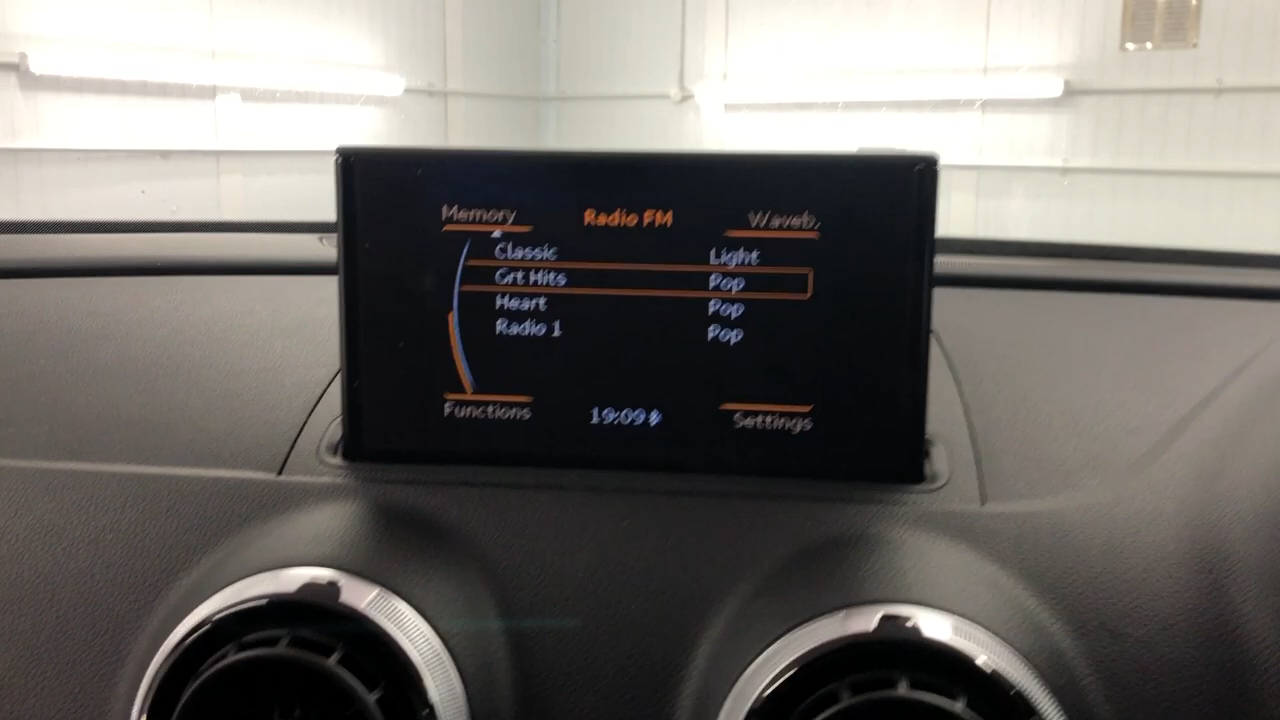 Memory Radio FM Waveb.
Classic Light
Grt Hits Pop
Heart Pop
Radio 1 Pop
Functions 19:09 Settings